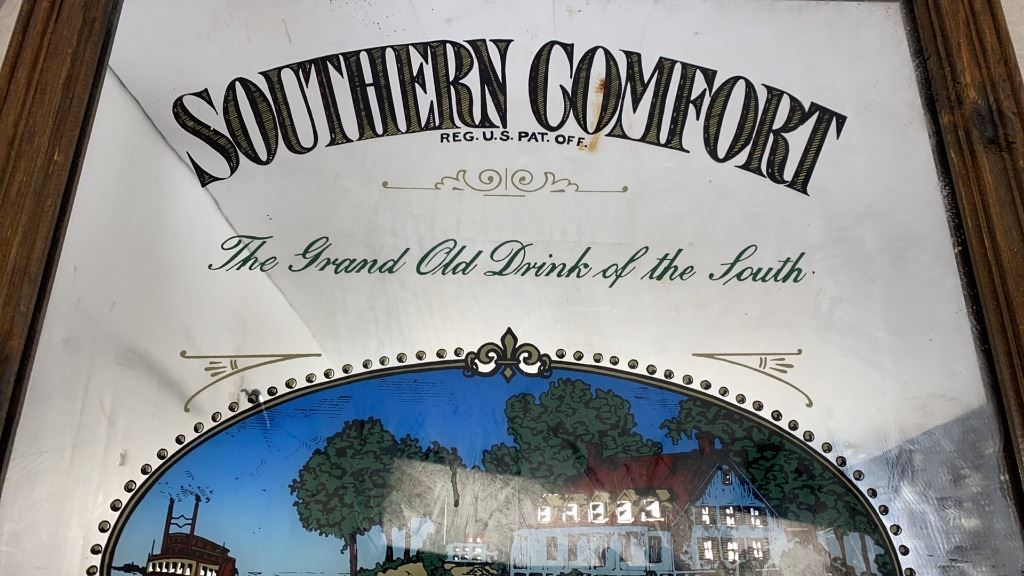 SOUTHERN COMFORT
REG. U.S. PAT. OFF.
The Grand Old Drink of the South